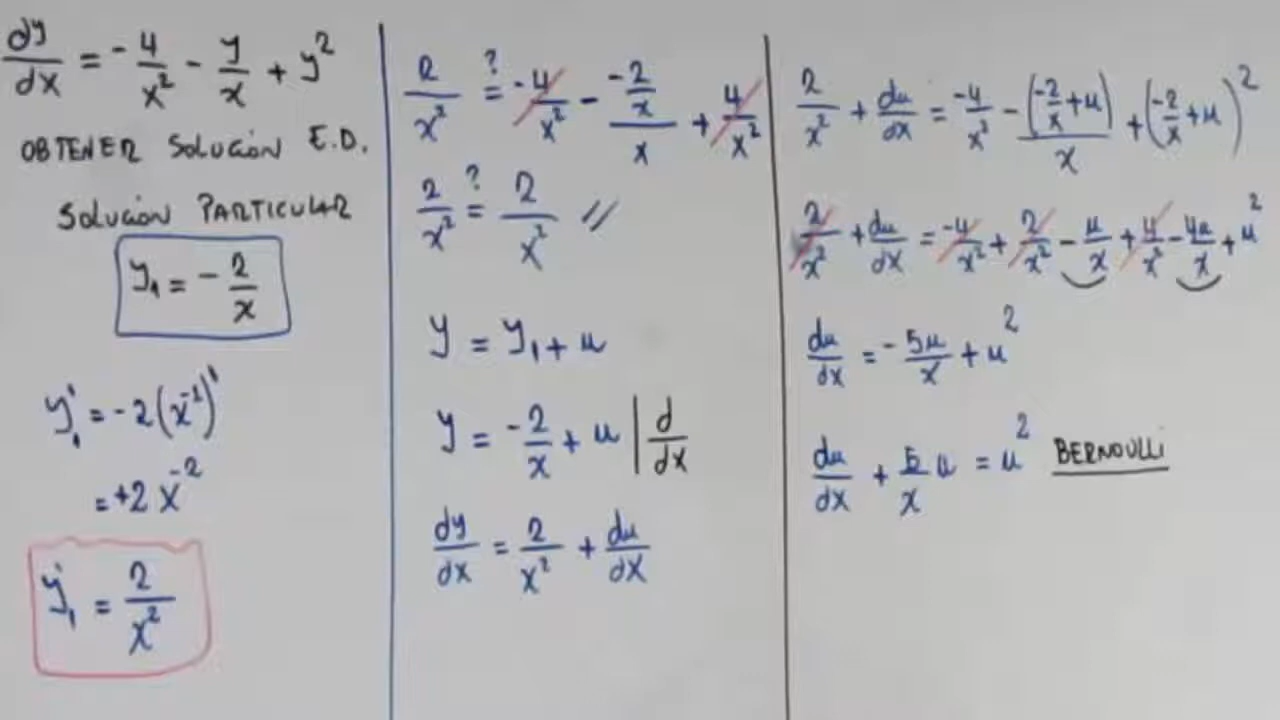 dy/dx = -4/x² - y/x + y²
OBTENER SOLUCIÓN E.D.
SOLUCIÓN PARTICULAR
y₁ = -2/x
y₁' = -2(x⁻¹)'
= +2x⁻²
y₁' = 2/x²
2/x² =? -4/x² - (-2/x)/x + 4/x²
2/x² =? 2/x² //
y = y₁ + u
y = -2/x + u | d/dx
dy/dx = 2/x² + du/dx
2/x² + du/dx = -4/x² - (-2/x + u)/x + (-2/x + u)²
2/x² + du/dx = -4/x² + 2/x² - u/x + 4/x² - 4u/x + u²
du/dx = -5u/x + u²
du/dx + 5/x u = u² BERNOULLI